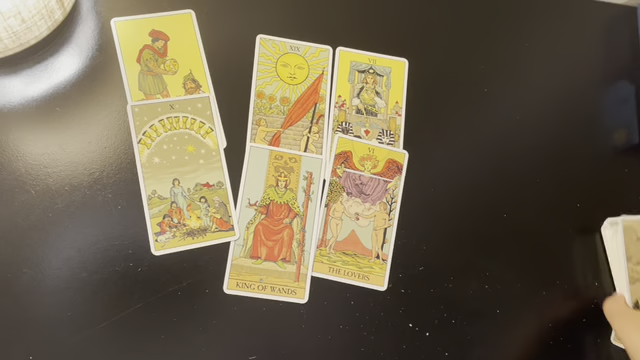 XIX
VII
X
VI
KING OF WANDS
THE LOVERS